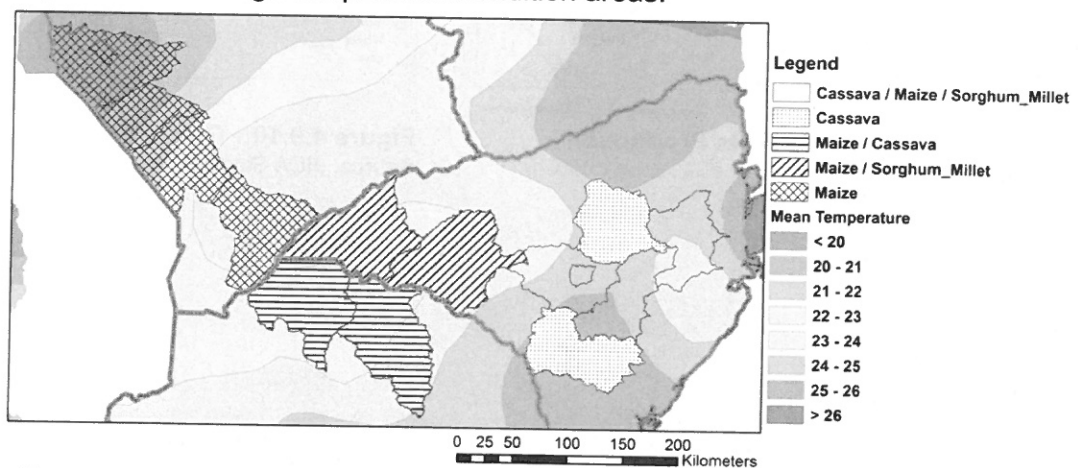 areas.
Legend
Cassava / Maize / Sorghum_Millet
Cassava
Maize / Cassava
Maize / Sorghum_Millet
Maize
Mean Temperature
< 20
20 - 21
21 - 22
22 - 23
23 - 24
24 - 25
25 - 26
> 26
0 25 50 100 150 200
Kilometers